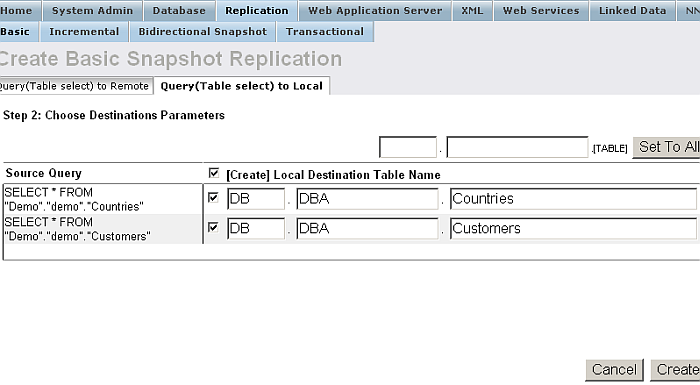 Home System Admin Database Replication Web Application Server XML Web Services Linked Data NN
Basic Incremental Bidirectional Snapshot Transactional
Create Basic Snapshot Replication
Query(Table select) to Remote Query(Table select) to Local
Step 2: Choose Destinations Parameters
. .[TABLE] Set To All
Source Query [Create] Local Destination Table Name
SELECT * FROM
"Demo"."demo"."Countries" DB . DBA . Countries
SELECT * FROM
"Demo"."demo"."Customers" DB . DBA . Customers
Cancel Create